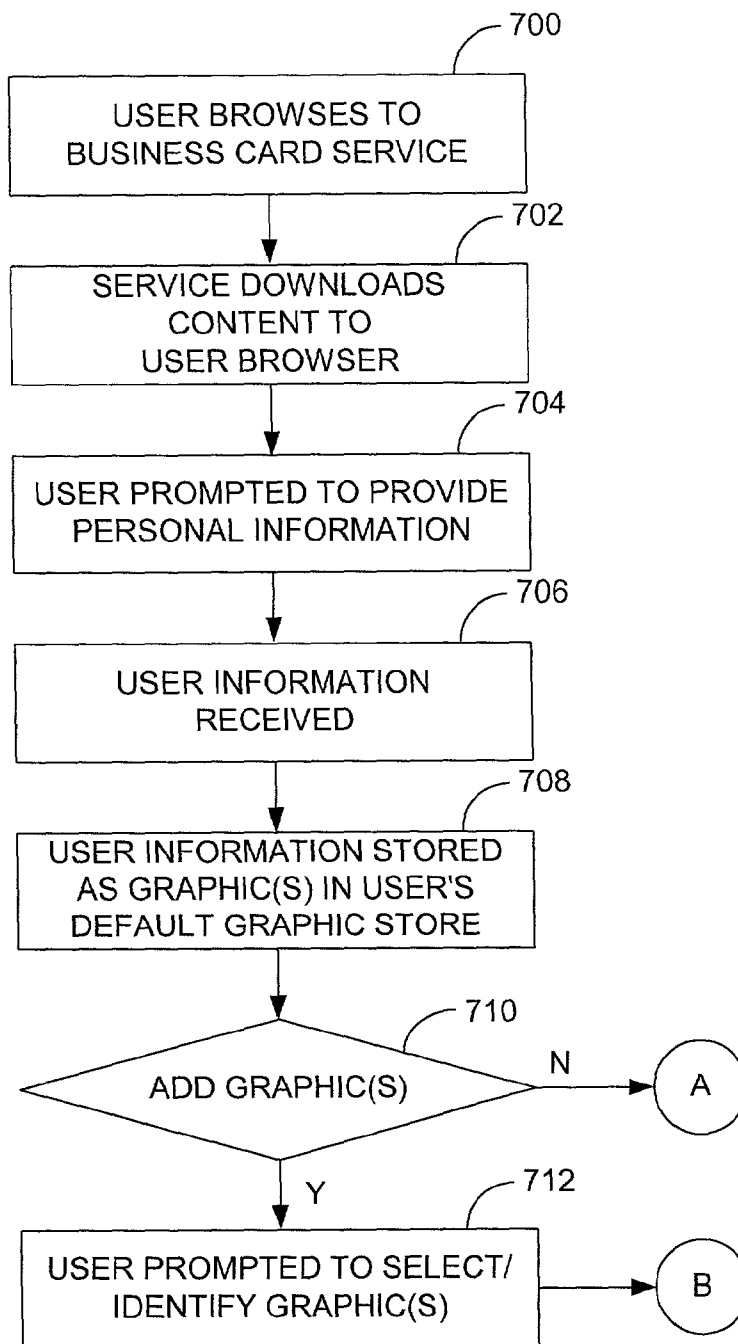 700
USER BROWSES TO
BUSINESS CARD SERVICE
702
SERVICE DOWNLOADS
CONTENT TO
USER BROWSER
704
USER PROMPTED TO PROVIDE
PERSONAL INFORMATION
706
USER INFORMATION
RECEIVED
708
USER INFORMATION STORED
AS GRAPHIC(S) IN USER'S
DEFAULT GRAPHIC STORE
710
ADD GRAPHIC(S)
N
A
Y
712
USER PROMPTED TO SELECT/
IDENTIFY GRAPHIC(S)
B